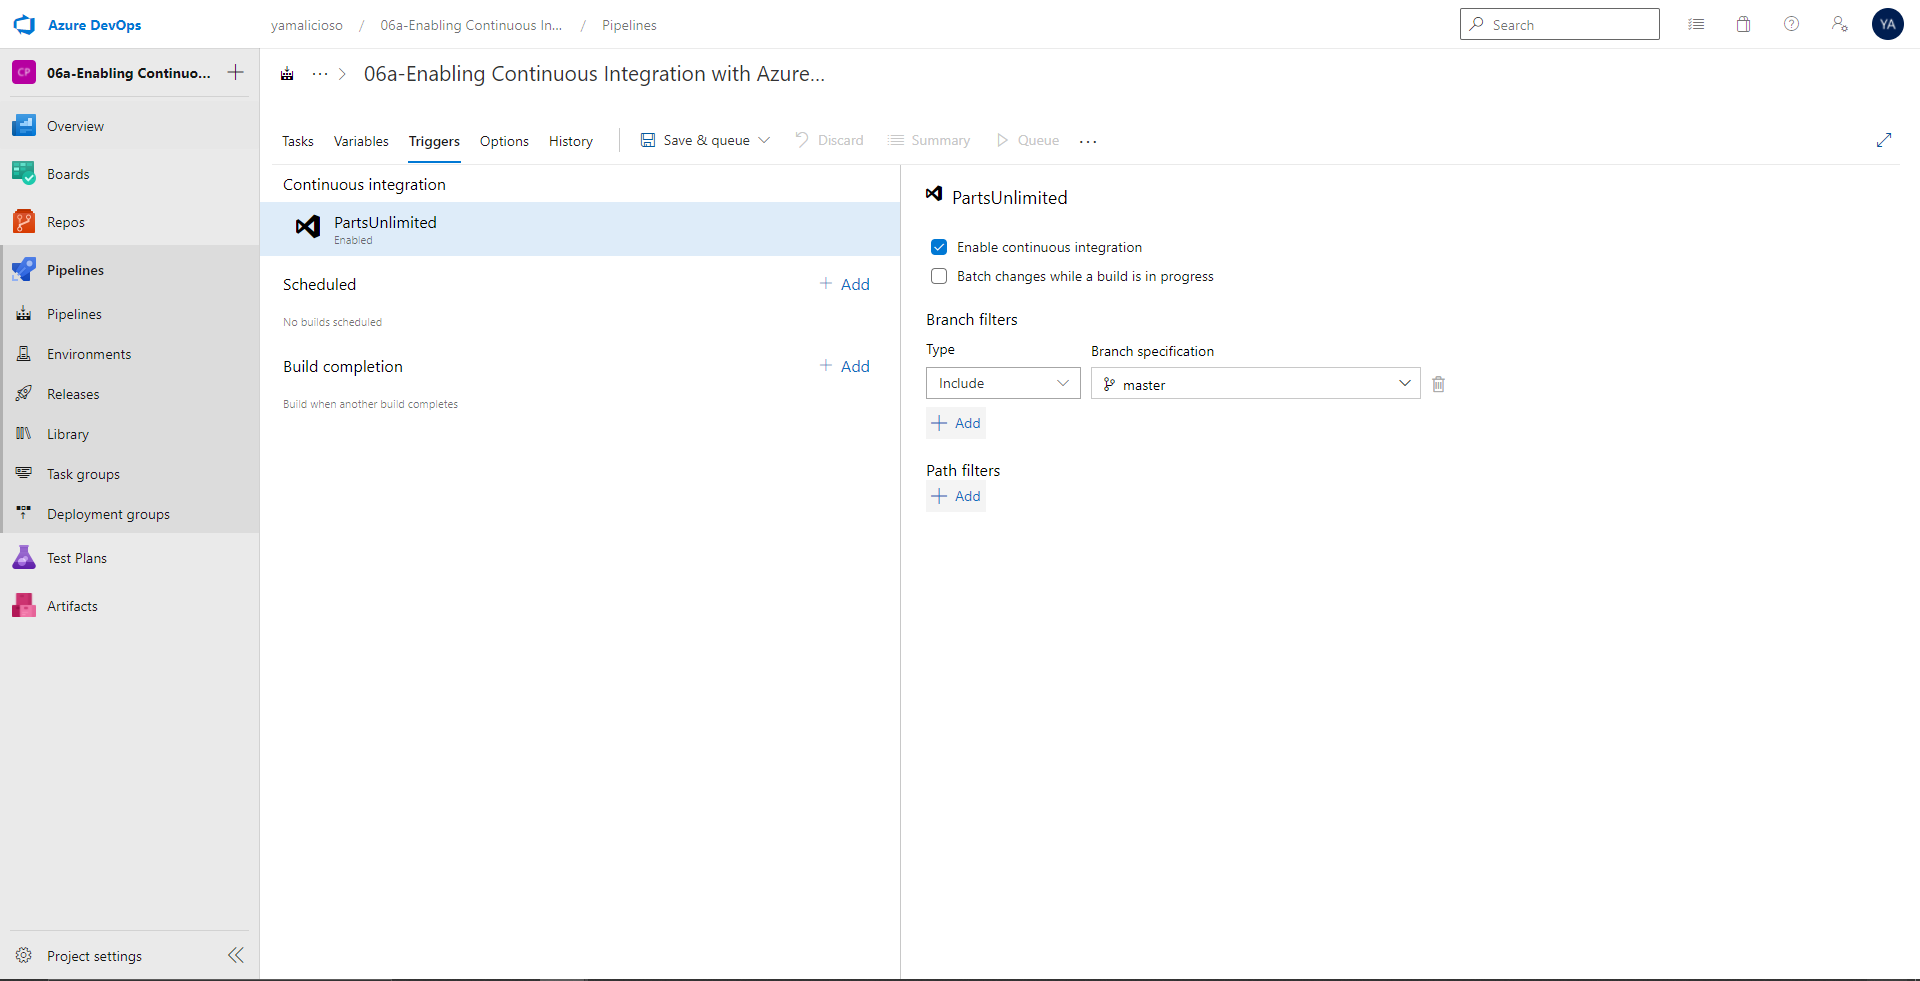 Azure DevOps
yamalicioso / 06a-Enabling Continuous In... / Pipelines
Search
YA
CP
06a-Enabling Continuo...
Overview
Boards
Repos
Pipelines
Pipelines
Environments
Releases
Library
Task groups
Deployment groups
Test Plans
Artifacts
Project settings
... > 06a-Enabling Continuous Integration with Azure...
Tasks Variables Triggers Options History Save & queue Discard Summary Queue ...
Continuous integration
PartsUnlimited
Enabled
Scheduled + Add
No builds scheduled
Build completion + Add
Build when another build completes
PartsUnlimited
Enable continuous integration
Batch changes while a build is in progress
Branch filters
Type Branch specification
Include master
+ Add
Path filters
+ Add